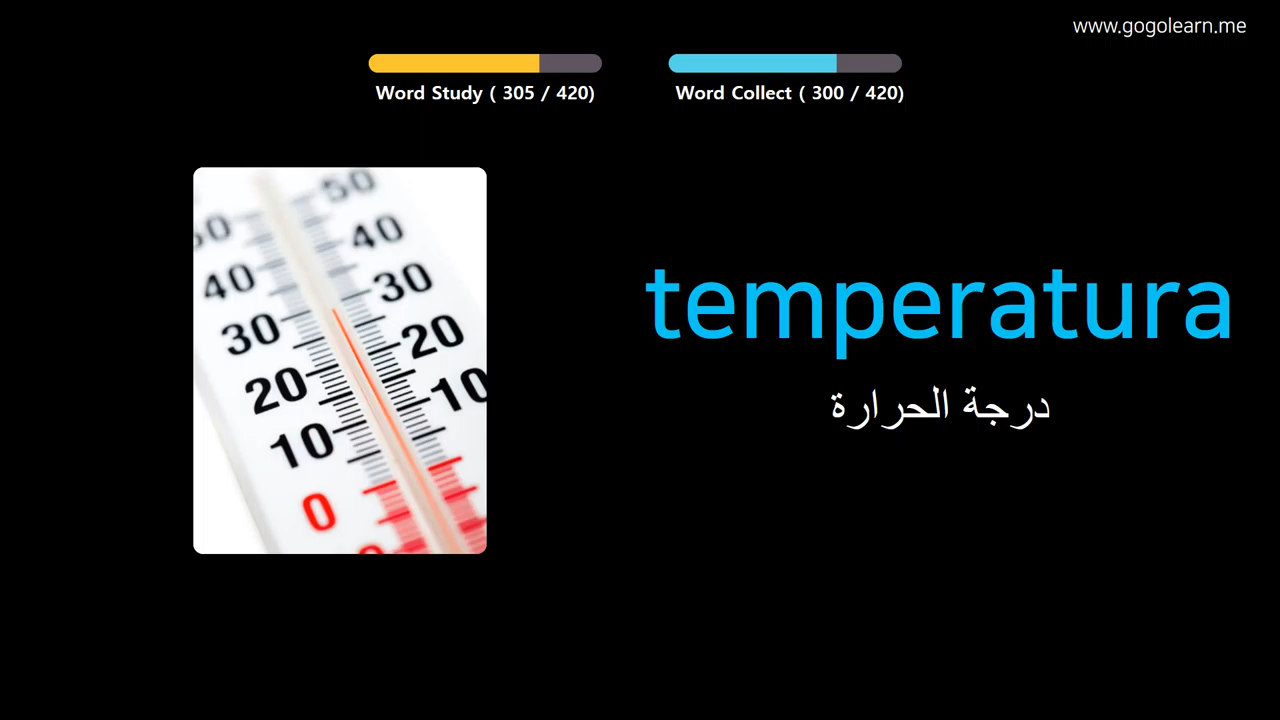 www.gogolearn.me
Word Study ( 305 / 420)
Word Collect ( 300 / 420)
50
40
30
20
10
50
40
30
20
10
0
temperatura
درجة الحرارة